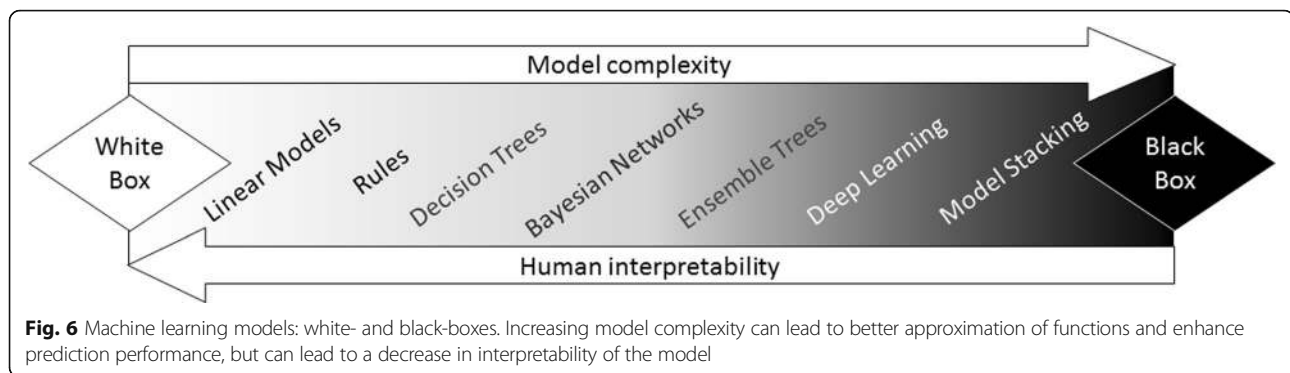 Model complexity
White
Box
Linear Models
Rules
Decision Trees
Bayesian Networks
Ensemble Trees
Deep Learning
Model Stacking
Black
Box
Human interpretability
Fig. 6 Machine learning models: white- and black-boxes. Increasing model complexity can lead to better approximation of functions and enhance
prediction performance, but can lead to a decrease in interpretability of the model